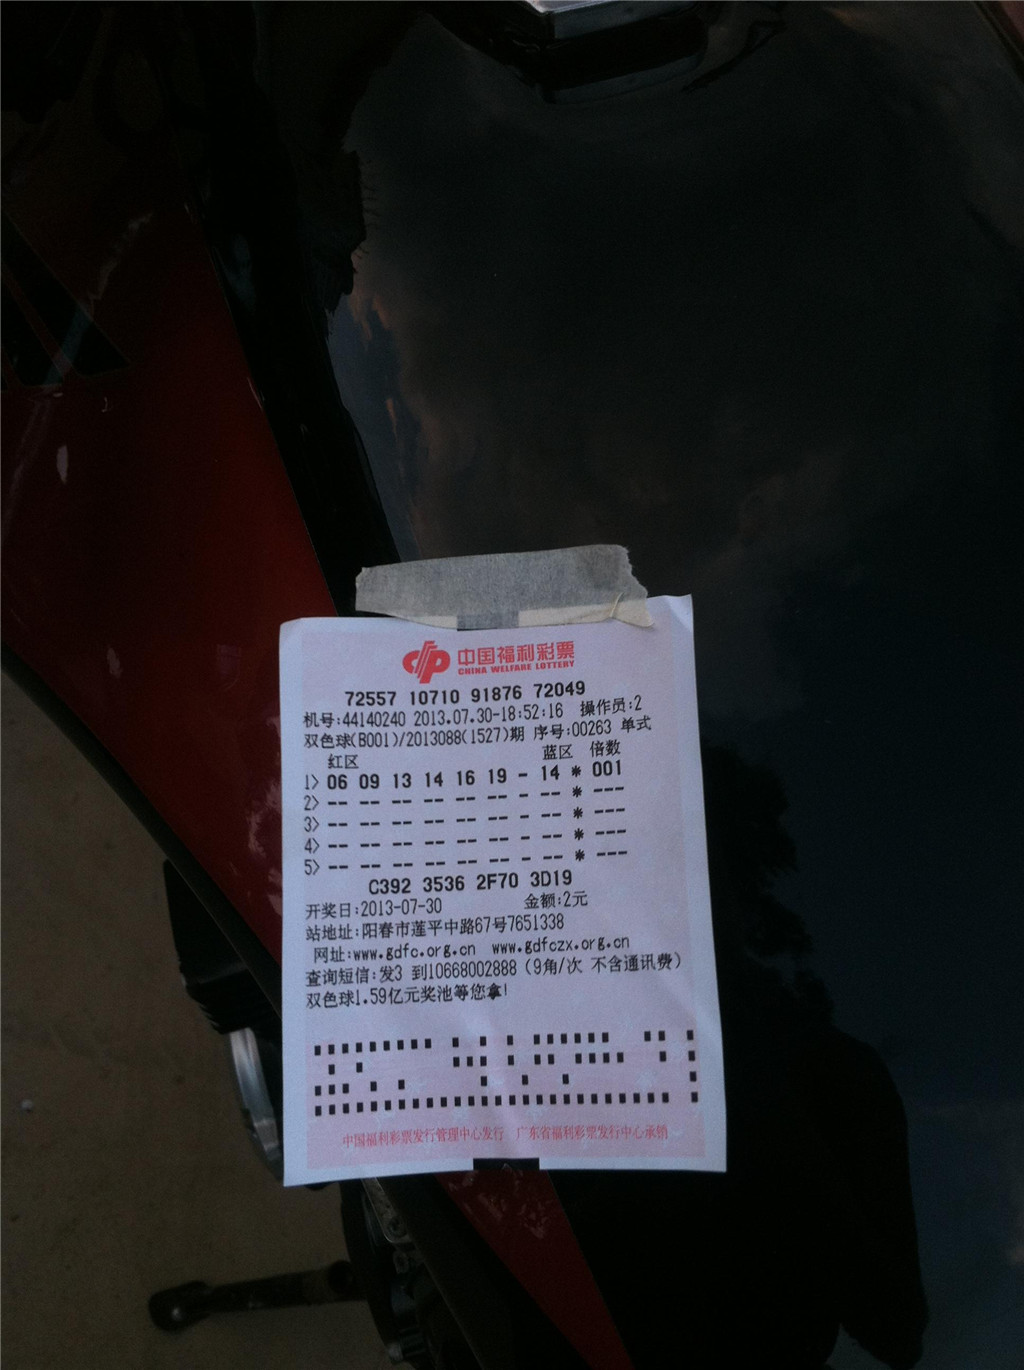 中国福利彩票
CHINA WELFARE LOTTERY
72557 10710 91876 72049
机号:44140240 2013.07.30-18:52:16 操作员:2
双色球(B001)/2013088(1527)期 序号:00263 单式
红区 蓝区 倍数
1> 06 09 13 14 16 19 - 14 * 001
2> -- -- -- -- -- -- - -- * ---
3> -- -- -- -- -- -- - -- * ---
4> -- -- -- -- -- -- - -- * ---
5> -- -- -- -- -- -- - -- * ---
C392 3536 2F70 3D19
开奖日:2013-07-30 金额:2元
站地址:阳春市莲平中路67号7651338
网址:www.gdfc.org.cn www.gdfczx.org.cn
查询短信:发3 到10668002888 (9角/次 不含通讯费)
双色球1.59亿元奖池等您拿!
中国福利彩票发行管理中心发行 广东省福利彩票发行中心承销